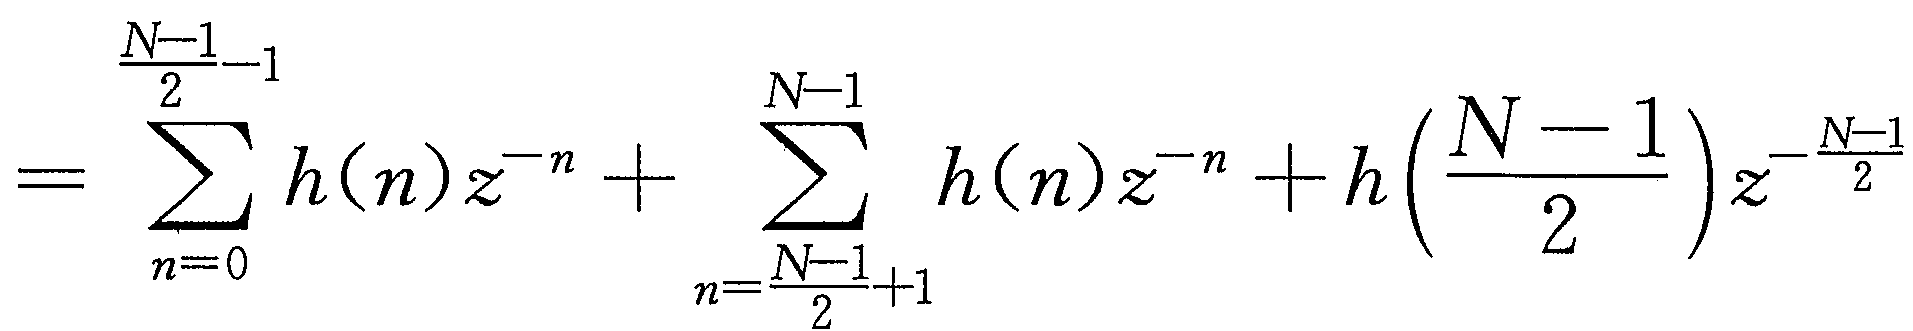 $= \sum_{n=0}^{\frac{N-1}{2}-1} h(n) z^{-n} + \sum_{n=\frac{N-1}{2}+1}^{N-1} h(n) z^{-n} + h\left(\frac{N-1}{2}\right) z^{-\frac{N-1}{2}}$